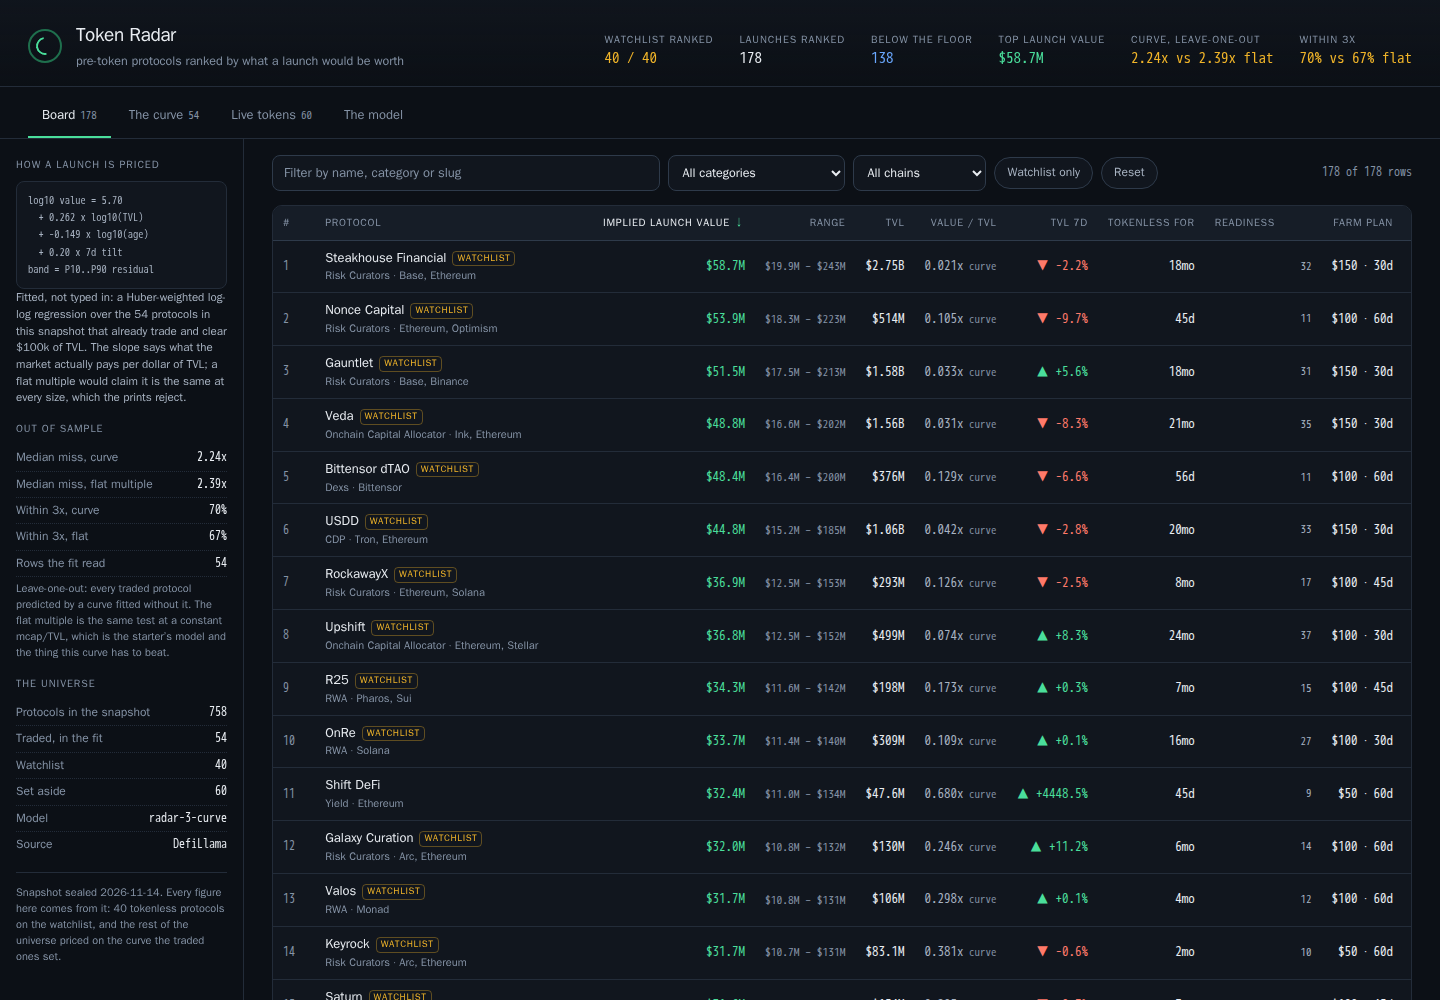 Token Radar
pre-token protocols ranked by what a launch would be worth
WATCHLIST RANKED
40 / 40
LAUNCHES RANKED
178
BELOW THE FLOOR
138
TOP LAUNCH VALUE
$58.7M
CURVE, LEAVE-ONE-OUT
2.24x vs 2.39x flat
WITHIN 3X
70% vs 67% flat
Board 178
The curve 54
Live tokens 60
The model
HOW A LAUNCH IS PRICED
log10 value = 5.70
+ 0.262 x log10(TVL)
+ -0.149 x log10(age)
+ 0.20 x 7d tilt
band = P10..P90 residual
Fitted, not typed in: a Huber-weighted log-
log regression over the 54 protocols in
this snapshot that already trade and clear
$100k of TVL. The slope says what the
market actually pays per dollar of TVL; a
flat multiple would claim it is the same at
every size, which the prints reject.
OUT OF SAMPLE
Median miss, curve 2.24x
Median miss, flat multiple 2.39x
Within 3x, curve 70%
Within 3x, flat 67%
Rows the fit read 54
Leave-one-out: every traded protocol
predicted by a curve fitted without it. The
flat multiple is the same test at a constant
mcap/TVL, which is the starter's model and
the thing this curve has to beat.
THE UNIVERSE
Protocols in the snapshot 758
Traded, in the fit 54
Watchlist 40
Set aside 60
Model radar-3-curve
Source DefiLlama
Snapshot sealed 2026-11-14. Every figure
here comes from it: 40 tokenless protocols
on the watchlist, and the rest of the
universe priced on the curve the traded
ones set.
Filter by name, category or slug
All categories
All chains
Watchlist only
Reset
178 of 178 rows
# PROTOCOL IMPLIED LAUNCH VALUE ↓ RANGE TVL VALUE / TVL TVL 7D TOKENLESS FOR READINESS FARM PLAN
1 Steakhouse Financial WATCHLIST $58.7M $19.9M – $243M $2.75B 0.021x curve ▼ -2.2% 18mo 32 $150 · 30d
Risk Curators · Base, Ethereum
2 Nonce Capital WATCHLIST $53.9M $18.3M – $223M $514M 0.105x curve ▼ -9.7% 45d 11 $100 · 60d
Risk Curators · Ethereum, Optimism
3 Gauntlet WATCHLIST $51.5M $17.5M – $213M $1.58B 0.033x curve ▲ +5.6% 18mo 31 $150 · 30d
Risk Curators · Base, Binance
4 Veda WATCHLIST $48.8M $16.6M – $202M $1.56B 0.031x curve ▼ -8.3% 21mo 35 $150 · 30d
Onchain Capital Allocator · Ink, Ethereum
5 Bittensor dTAO WATCHLIST $48.4M $16.4M – $200M $376M 0.129x curve ▼ -6.6% 56d 11 $100 · 60d
Dexs · Bittensor
6 USDD WATCHLIST $44.8M $15.2M – $185M $1.06B 0.042x curve ▼ -2.8% 20mo 33 $150 · 30d
CDP · Tron, Ethereum
7 RockawayX WATCHLIST $36.9M $12.5M – $153M $293M 0.126x curve ▼ -2.5% 8mo 17 $100 · 45d
Risk Curators · Ethereum, Solana
8 Upshift WATCHLIST $36.8M $12.5M – $152M $499M 0.074x curve ▲ +8.3% 24mo 37 $100 · 30d
Onchain Capital Allocator · Ethereum, Stellar
9 R25 WATCHLIST $34.3M $11.6M – $142M $198M 0.173x curve ▲ +0.3% 7mo 15 $100 · 45d
RWA · Pharos, Sui
10 OnRe WATCHLIST $33.7M $11.4M – $140M $309M 0.109x curve ▲ +0.1% 16mo 27 $100 · 30d
RWA · Solana
11 Shift DeFi $32.4M $11.0M – $134M $47.6M 0.680x curve ▲ +4448.5% 45d 9 $50 · 60d
Yield · Ethereum
12 Galaxy Curation WATCHLIST $32.0M $10.8M – $132M $130M 0.246x curve ▲ +11.2% 6mo 14 $100 · 60d
Risk Curators · Arc, Ethereum
13 Valos WATCHLIST $31.7M $10.8M – $131M $106M 0.298x curve ▲ +0.1% 4mo 12 $100 · 60d
RWA · Monad
14 Keyrock WATCHLIST $31.7M $10.7M – $131M $83.1M 0.381x curve ▼ -0.6% 2mo 10 $50 · 60d
Risk Curators · Arc, Ethereum
Saturn WATCHLIST